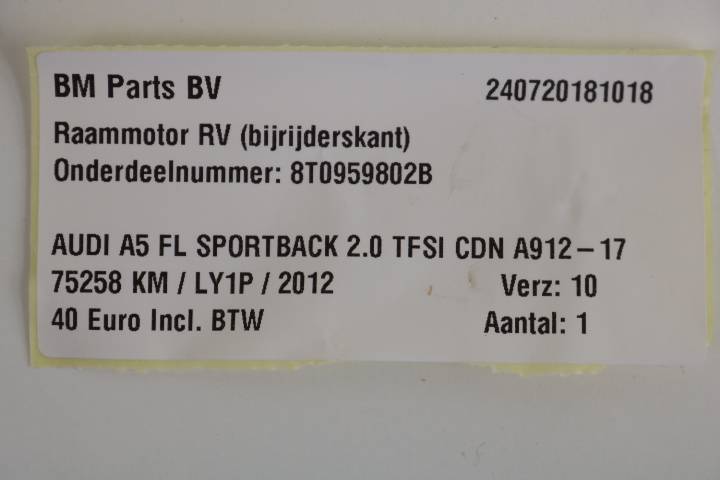 BM Parts BV 240720181018
Raammotor RV (bijrijderskant)
Onderdeelnummer: 8T0959802B
AUDI A5 FL SPORTBACK 2.0 TFSI CDN A912-17
75258 KM / LY1P / 2012 Verz: 10
40 Euro Incl. BTW Aantal: 1